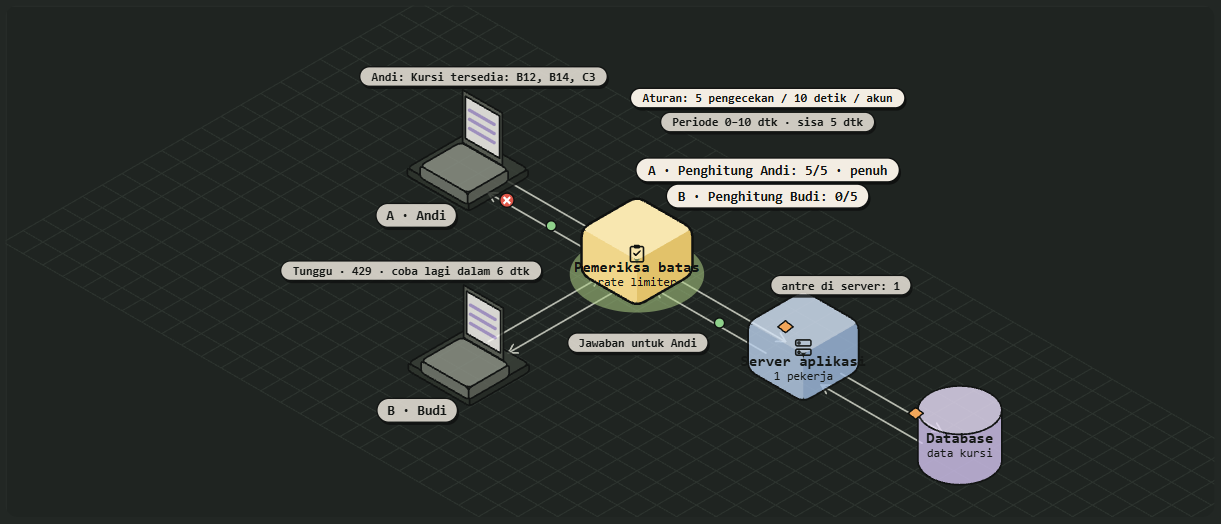 Andi: Kursi tersedia: B12, B14, C3
Aturan: 5 pengecekan / 10 detik / akun
Periode 0–10 dtk · sisa 5 dtk
A · Penghitung Andi: 5/5 · penuh
B · Penghitung Budi: 0/5
A · Andi
Pemeriksa batas
rate limiter
Tunggu · 429 · coba lagi dalam 6 dtk
antre di server: 1
Jawaban untuk Andi
Server aplikasi
1 pekerja
B · Budi
Database
data kursi